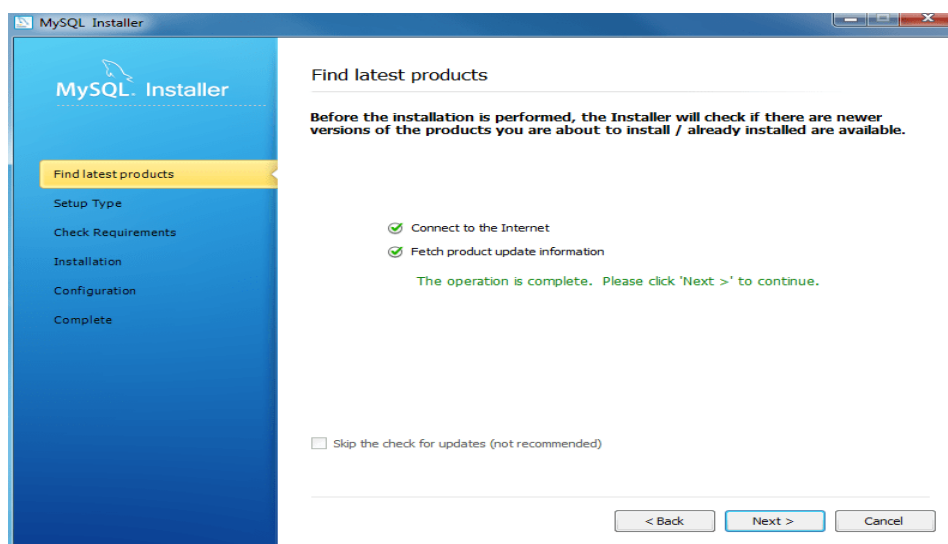 MySQL Installer
MySQL. Installer
Find latest products
Setup Type
Check Requirements
Installation
Configuration
Complete
Find latest products
Before the installation is performed, the Installer will check if there are newer
versions of the products you are about to install / already installed are available.
Connect to the Internet
Fetch product update information
The operation is complete. Please click 'Next >' to continue.
Skip the check for updates (not recommended)
< Back Next > Cancel